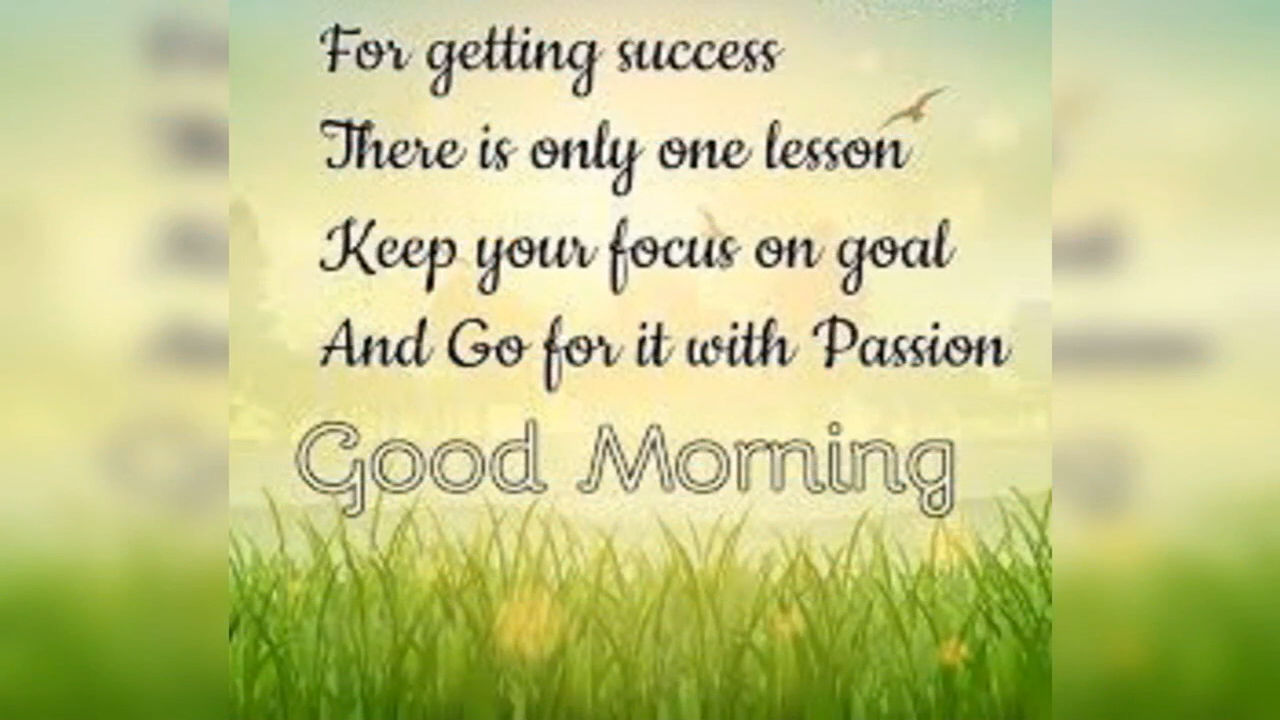 For getting success
There is only one lesson
Keep your focus on goal
And Go for it with Passion
Good Morning